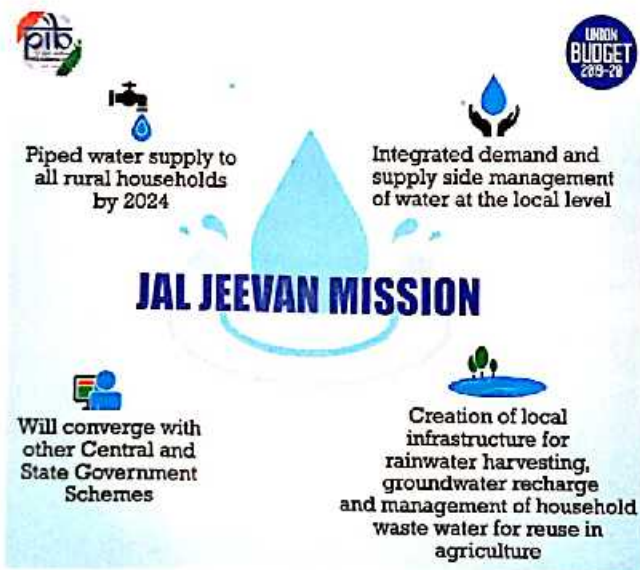 pib
UNION
BUDGET
2019-20
Piped water supply to
all rural households
by 2024
Integrated demand and
supply side management
of water at the local level
JAL JEEVAN MISSION
Will converge with
other Central and
State Government
Schemes
Creation of local
infrastructure for
rainwater harvesting,
groundwater recharge
and management of household
waste water for reuse in
agriculture